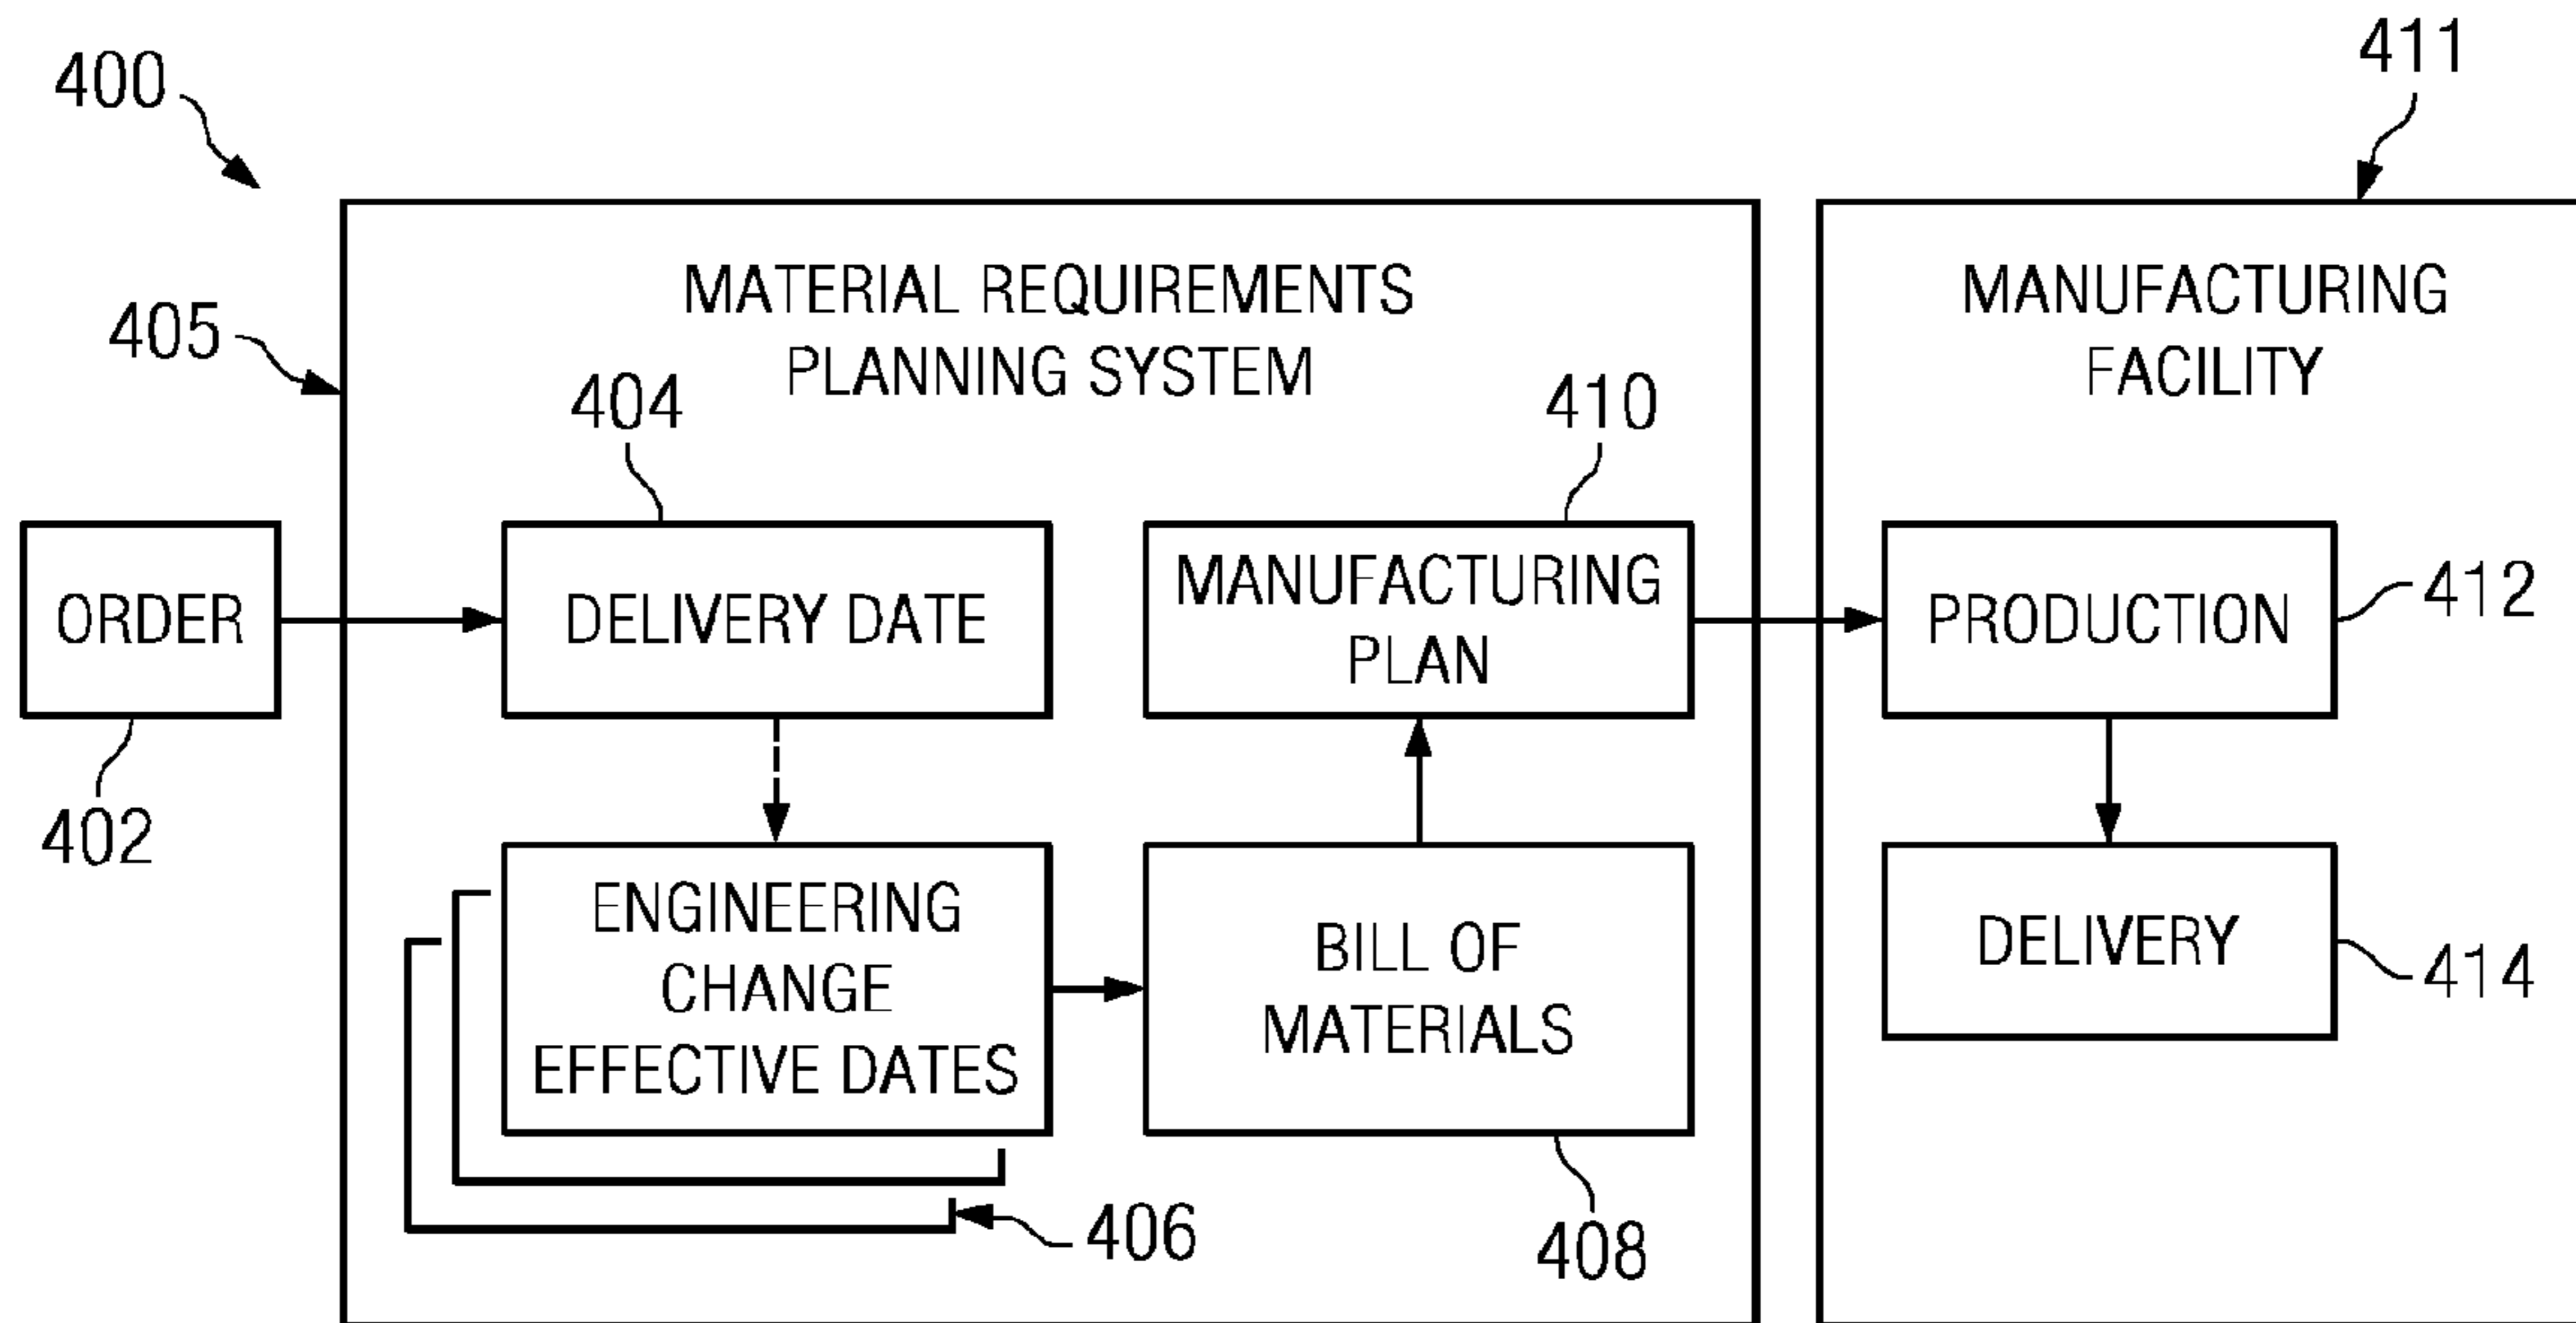 400
411
MATERIAL REQUIREMENTS
PLANNING SYSTEM
MANUFACTURING
FACILITY
405
404
410
ORDER
DELIVERY DATE
MANUFACTURING
PLAN
PRODUCTION
412
402
ENGINEERING
CHANGE
EFFECTIVE DATES
BILL OF
MATERIALS
DELIVERY
414
406
408